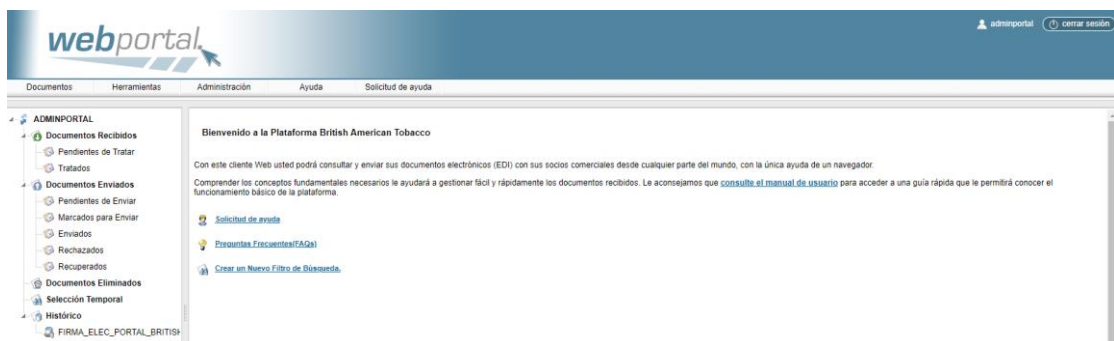 webportal
adminportal
cerrar sesión
Documentos Herramientas Administración Ayuda Solicitud de ayuda
ADMINPORTAL
Documentos Recibidos
Pendientes de Tratar
Tratados
Documentos Enviados
Pendientes de Enviar
Marcados para Enviar
Enviados
Rechazados
Recuperados
Documentos Eliminados
Selección Temporal
Histórico
FIRMA_ELEC_PORTAL_BRITISH
Bienvenido a la Plataforma British American Tobacco
Con este cliente Web usted podrá consultar y enviar sus documentos electrónicos (EDI) con sus socios comerciales desde cualquier parte del mundo, con la única ayuda de un navegador.
Comprender los conceptos fundamentales necesarios le ayudará a gestionar fácil y rápidamente los documentos recibidos. Le aconsejamos que consulte el manual de usuario para acceder a una guía rápida que le permitirá conocer el
funcionamiento básico de la plataforma.
Solicitud de ayuda
Preguntas Frecuentes(FAQs)
Crear un Nuevo Filtro de Búsqueda.